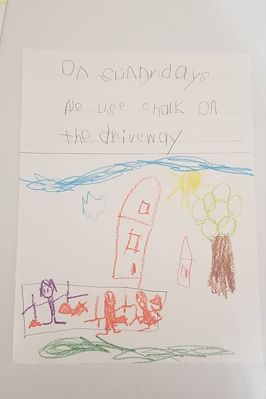 On sunny days
We use chalk on
the driveway